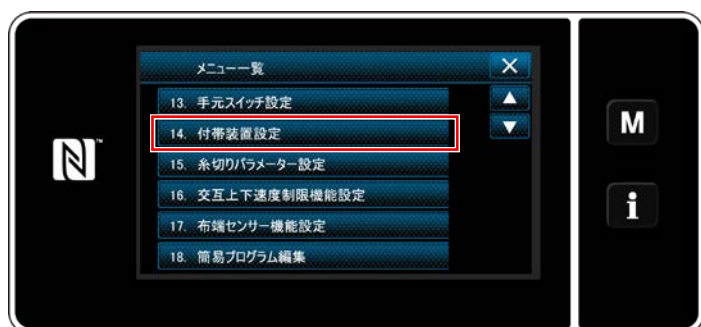 メニュー一覧
13. 手元スイッチ設定
14. 付帯装置設定
15. 糸切りパラメーター設定
16. 交互上下速度制限機能設定
17. 布端センサー機能設定
18. 簡易プログラム編集
M
i